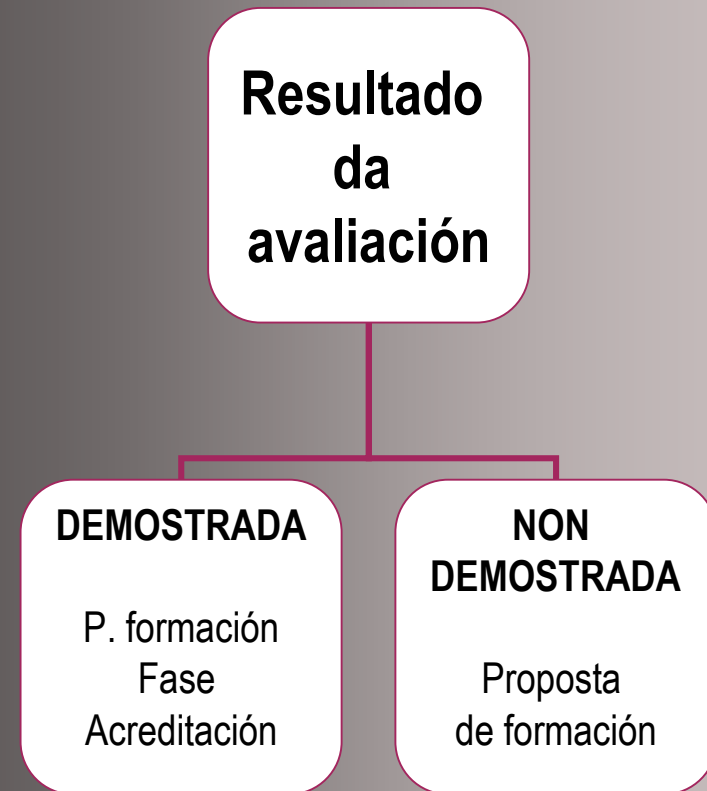 Resultado
da
avaliación
DEMOSTRADA
P. formación
Fase
Acreditación
NON
DEMOSTRADA
Proposta
de formación